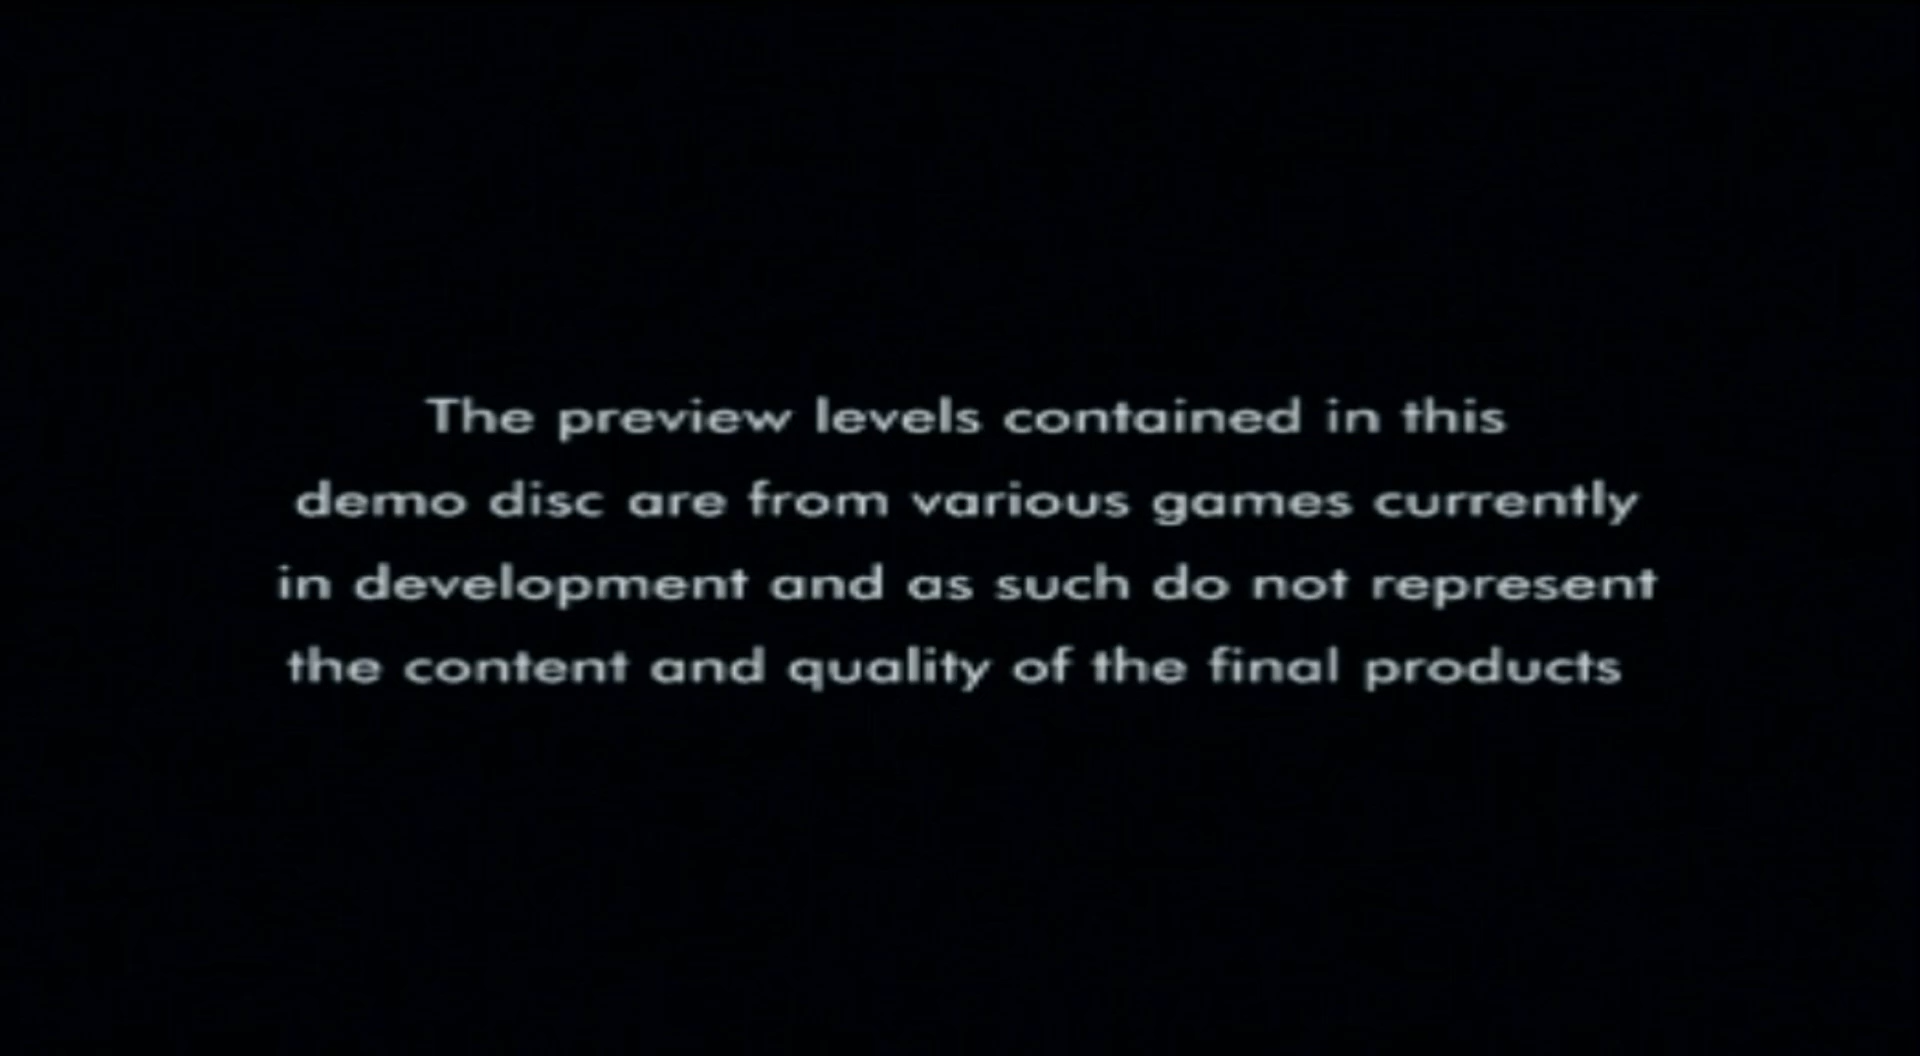 The preview levels contained in this
demo disc are from various games currently
in development and as such do not represent
the content and quality of the final products